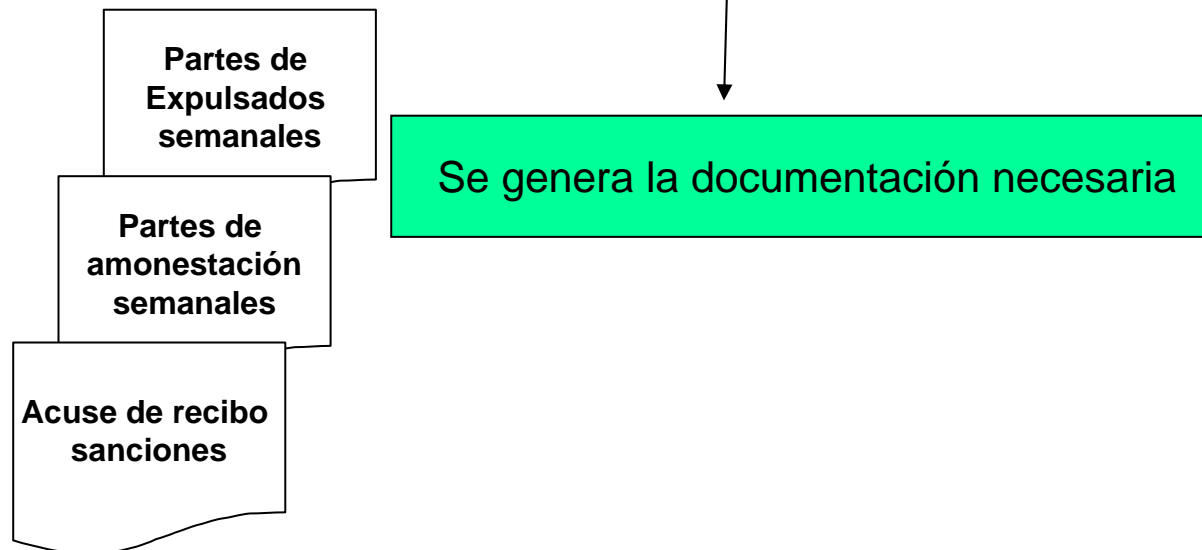 Partes de
Expulsados
semanales
Se genera la documentación necesaria
Partes de
amonestación
semanales
Acuse de recibo
sanciones